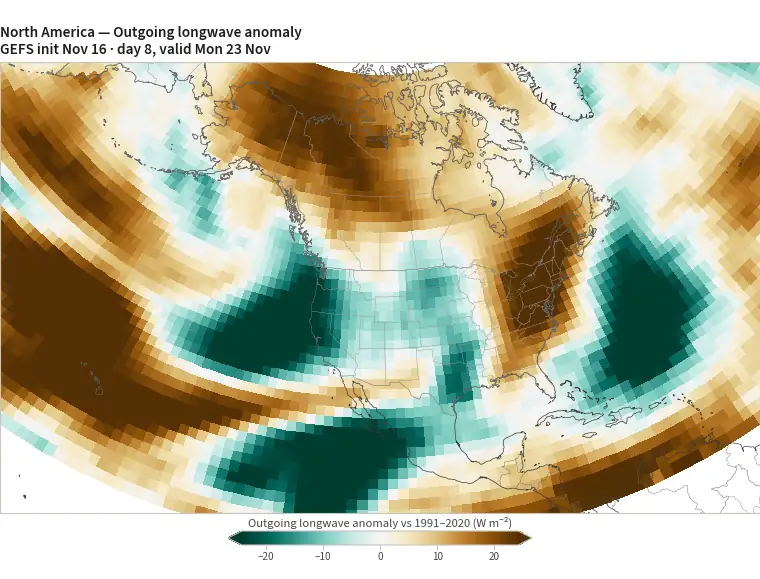 North America — Outgoing longwave anomaly
GEFS init Nov 16 · day 8, valid Mon 23 Nov
Outgoing longwave anomaly vs 1991–2020 (W m⁻²)
−20 −10 0 10 20